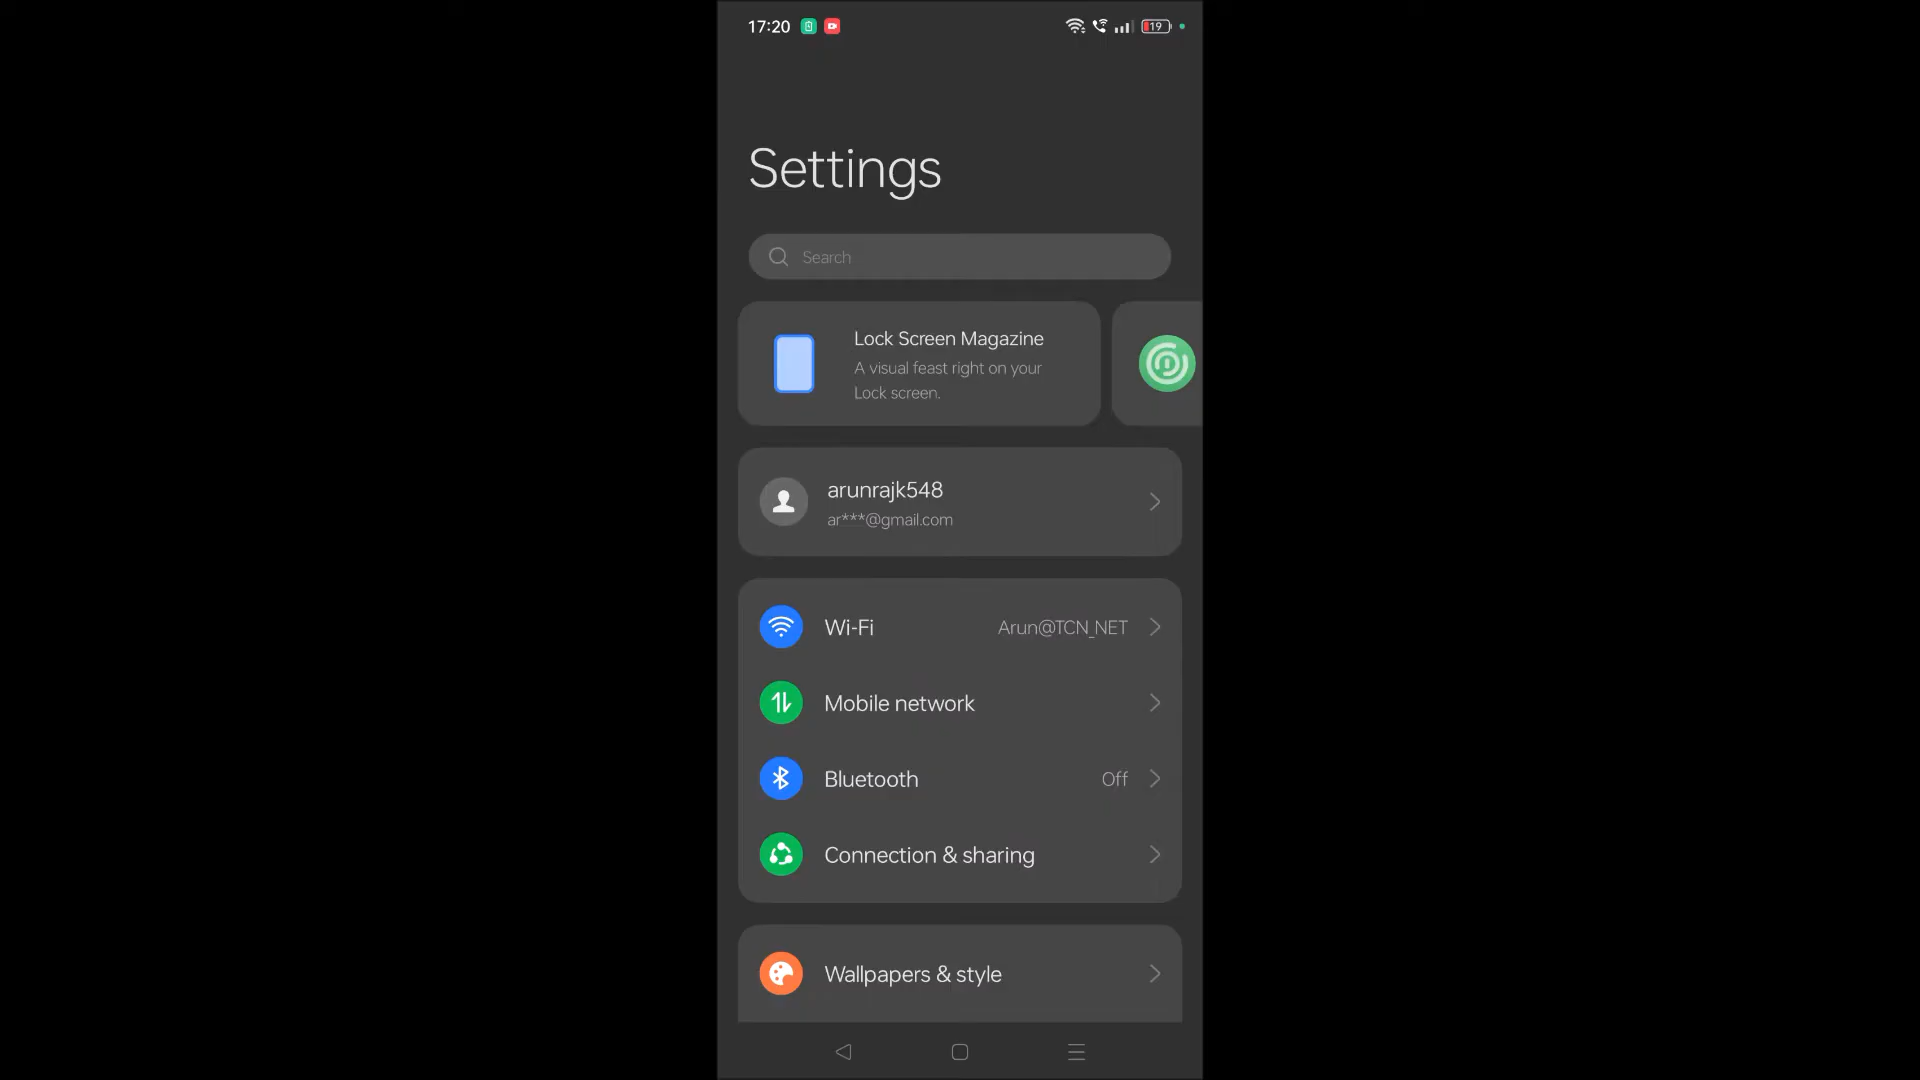 17:20
19
Settings
Search
Lock Screen Magazine
A visual feast right on your
Lock screen.
arunrajk548
ar***@gmail.com
Wi-Fi
Arun@TCN_NET
Mobile network
Bluetooth
Off
Connection & sharing
Wallpapers & style